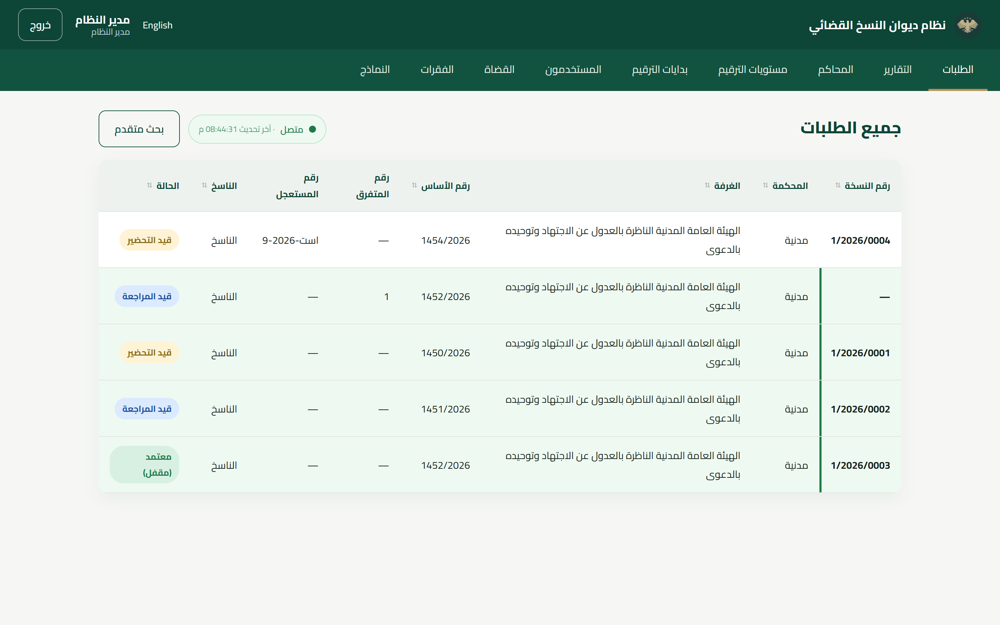 نظام ديوان النسخ القضائي
English
مدير النظام
مدير النظام
خروج
الطلبات
التقارير
المحاكم
مستويات الترقيم
بدايات الترقيم
المستخدمون
القضاة
الفقرات
النماذج
جميع الطلبات
متصل · آخر تحديث 08:44:31 م
بحث متقدم
رقم النسخة ⇅
المحكمة ⇅
الغرفة ⇅
رقم الأساس ⇅
رقم
المتفرق
رقم
المستعجل
الناسخ ⇅
الحالة ⇅
1/2026/0004
مدنية
الهيئة العامة المدنية الناظرة بالعدول عن الاجتهاد وتوحيده
بالدعوى
1454/2026
—
است-2026-9
الناسخ
قيد التحضير
—
مدنية
الهيئة العامة المدنية الناظرة بالعدول عن الاجتهاد وتوحيده
بالدعوى
1452/2026
1
—
الناسخ
قيد المراجعة
1/2026/0001
مدنية
الهيئة العامة المدنية الناظرة بالعدول عن الاجتهاد وتوحيده
بالدعوى
1450/2026
—
—
الناسخ
قيد التحضير
1/2026/0002
مدنية
الهيئة العامة المدنية الناظرة بالعدول عن الاجتهاد وتوحيده
بالدعوى
1451/2026
—
—
الناسخ
قيد المراجعة
1/2026/0003
مدنية
الهيئة العامة المدنية الناظرة بالعدول عن الاجتهاد وتوحيده
بالدعوى
1452/2026
—
—
الناسخ
معتمد
(مقفل)